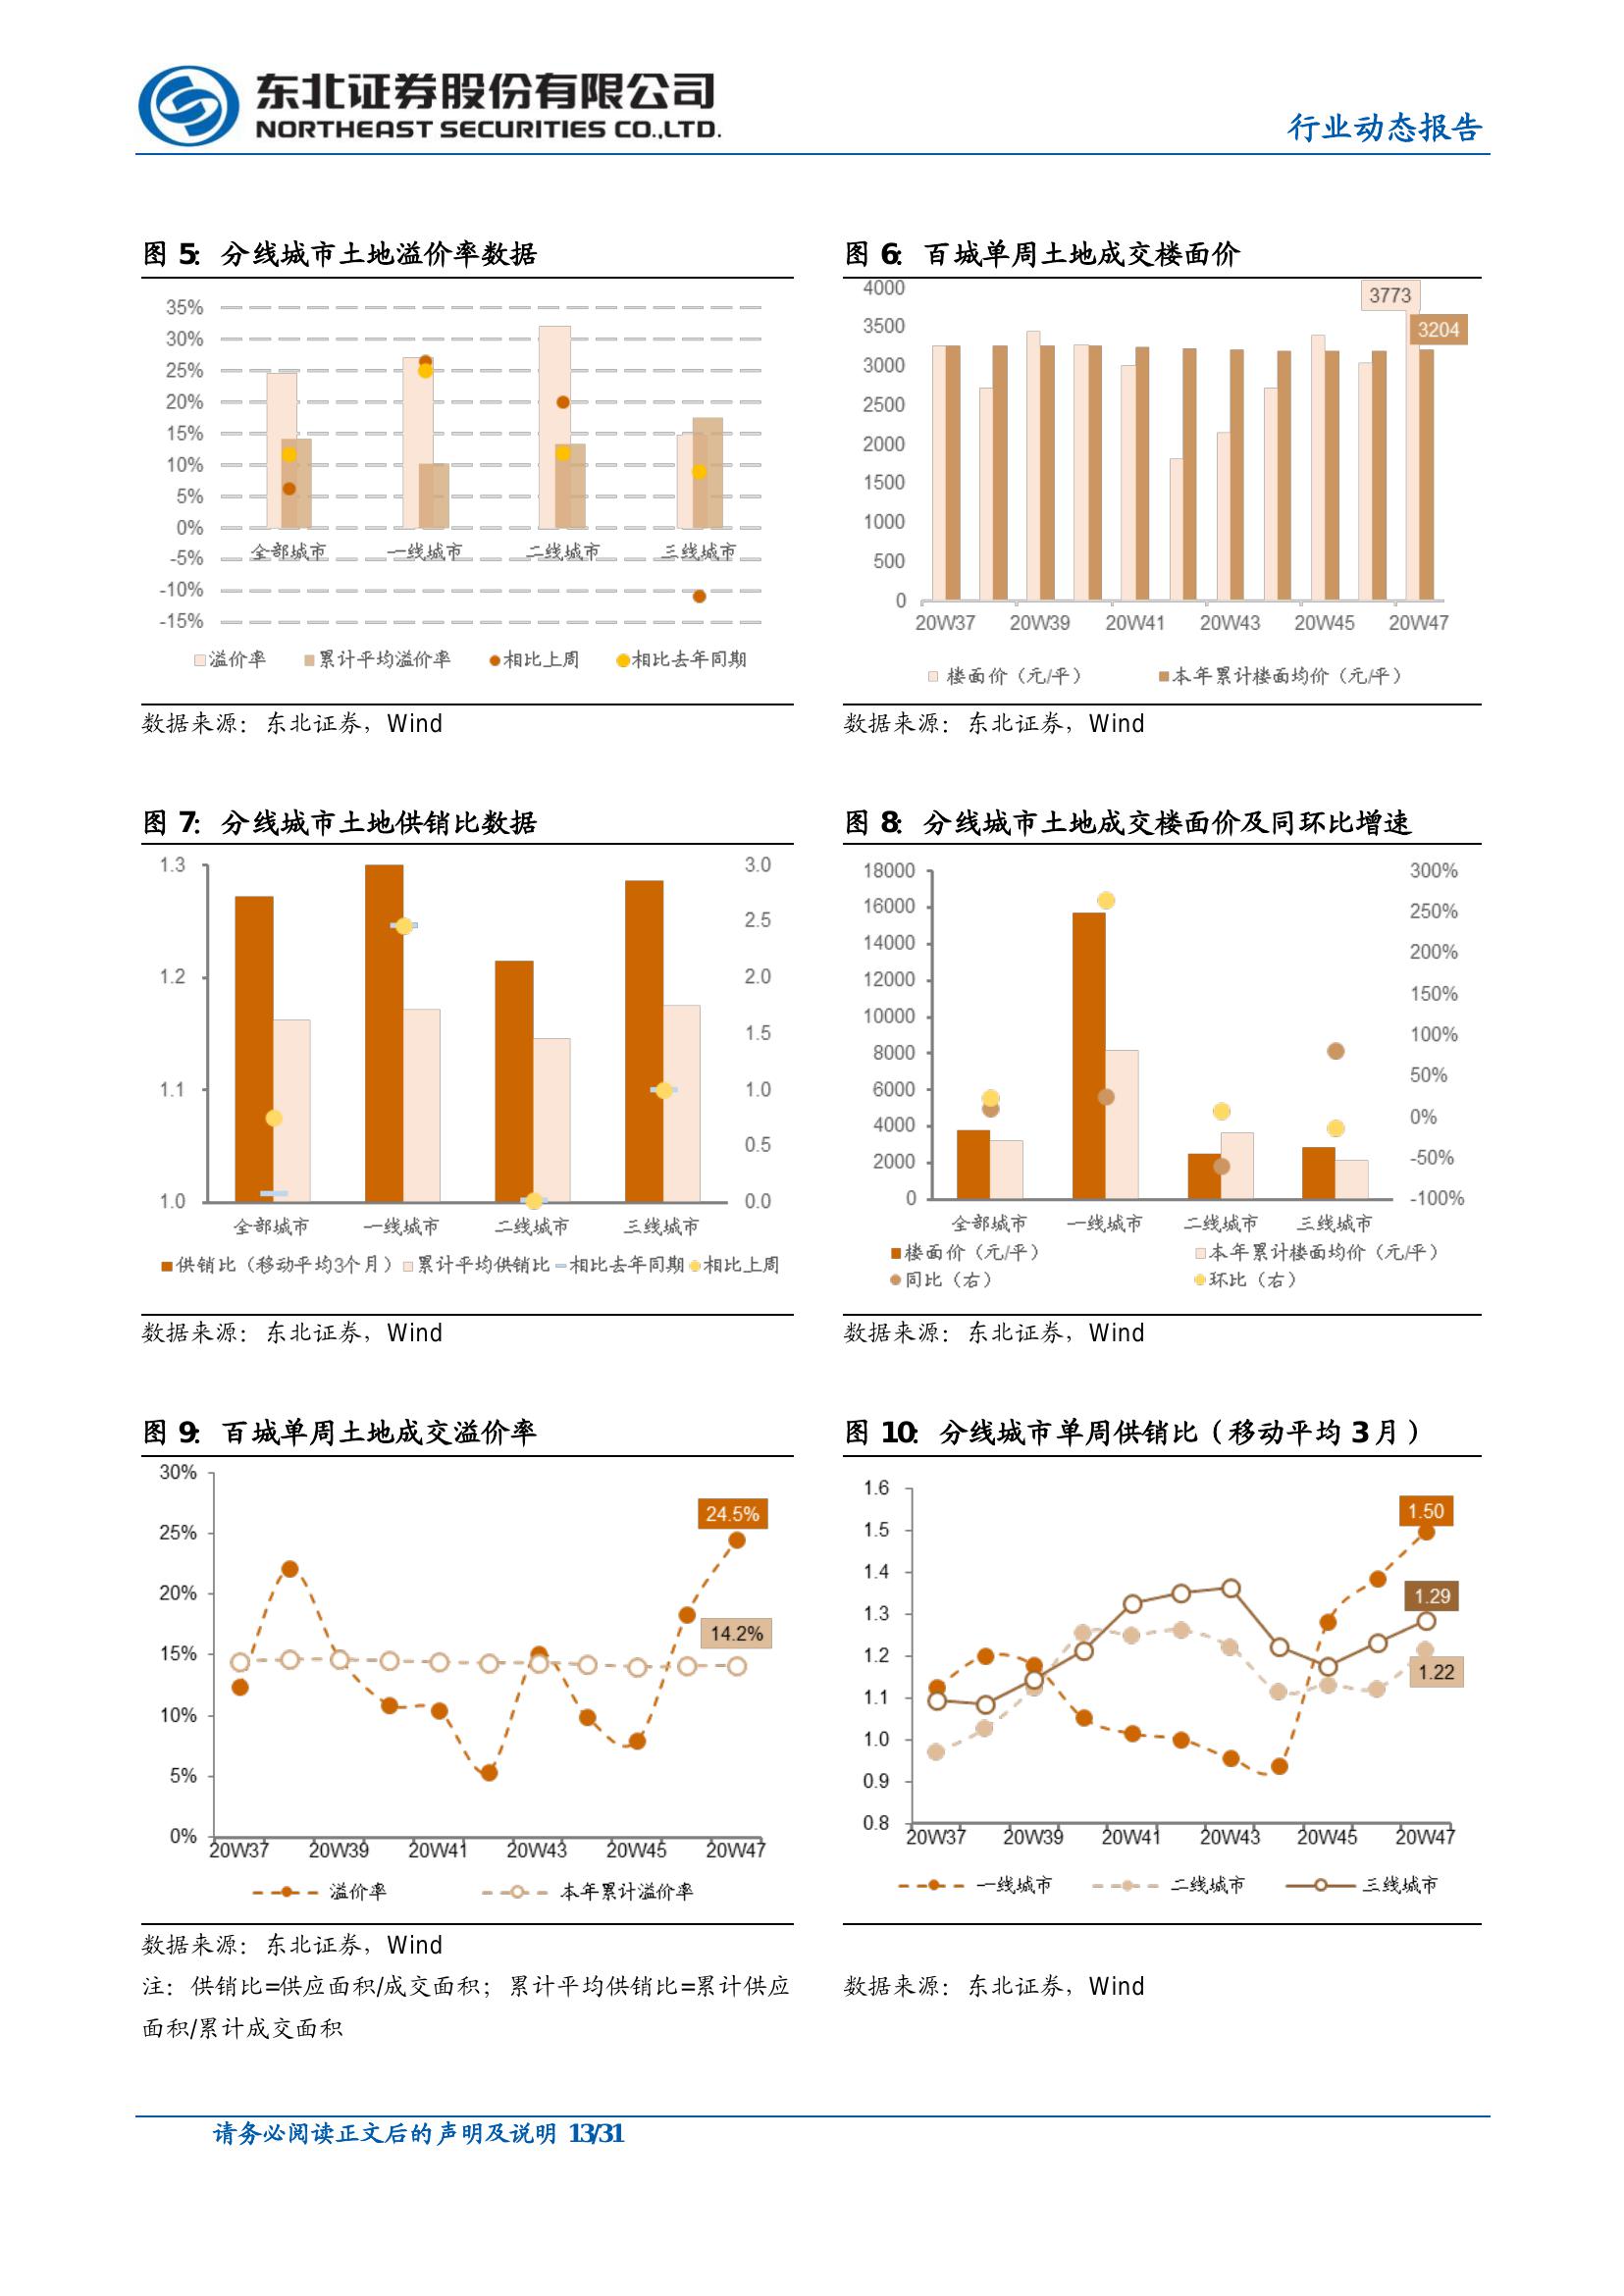 东北证券股份有限公司
NORTHEAST SECURITIES CO.,LTD.
行业动态报告
图 5: 分线城市土地溢价率数据
35%
30%
25%
20%
15%
10%
5%
0%
-5%
-10%
-15%
全部城市 一线城市 二线城市 三线城市
溢价率 累计平均溢价率 相比上周 相比去年同期
数据来源：东北证券，Wind
图 6: 百城单周土地成交楼面价
4000
3500
3000
2500
2000
1500
1000
500
0
3773
3204
20W37 20W39 20W41 20W43 20W45 20W47
楼面价（元/平） 本年累计楼面均价（元/平）
数据来源：东北证券，Wind
图 7: 分线城市土地供销比数据
1.3
1.2
1.1
1.0
3.0
2.5
2.0
1.5
1.0
0.5
0.0
全部城市 一线城市 二线城市 三线城市
供销比（移动平均3个月） 累计平均供销比 相比去年同期 相比上周
数据来源：东北证券，Wind
图 8: 分线城市土地成交楼面价及同环比增速
18000
16000
14000
12000
10000
8000
6000
4000
2000
0
300%
250%
200%
150%
100%
50%
0%
-50%
-100%
全部城市 一线城市 二线城市 三线城市
楼面价（元/平） 本年累计楼面均价（元/平）
同比（右） 环比（右）
数据来源：东北证券，Wind
图 9: 百城单周土地成交溢价率
30%
25%
20%
15%
10%
5%
0%
24.5%
14.2%
20W37 20W39 20W41 20W43 20W45 20W47
溢价率 本年累计溢价率
数据来源：东北证券，Wind
注：供销比=供应面积/成交面积；累计平均供销比=累计供应
面积/累计成交面积
图 10: 分线城市单周供销比（移动平均 3 月）
1.6
1.5
1.4
1.3
1.2
1.1
1.0
0.9
0.8
1.50
1.29
1.22
20W37 20W39 20W41 20W43 20W45 20W47
一线城市 二线城市 三线城市
数据来源：东北证券，Wind
请务必阅读正文后的声明及说明 13/31